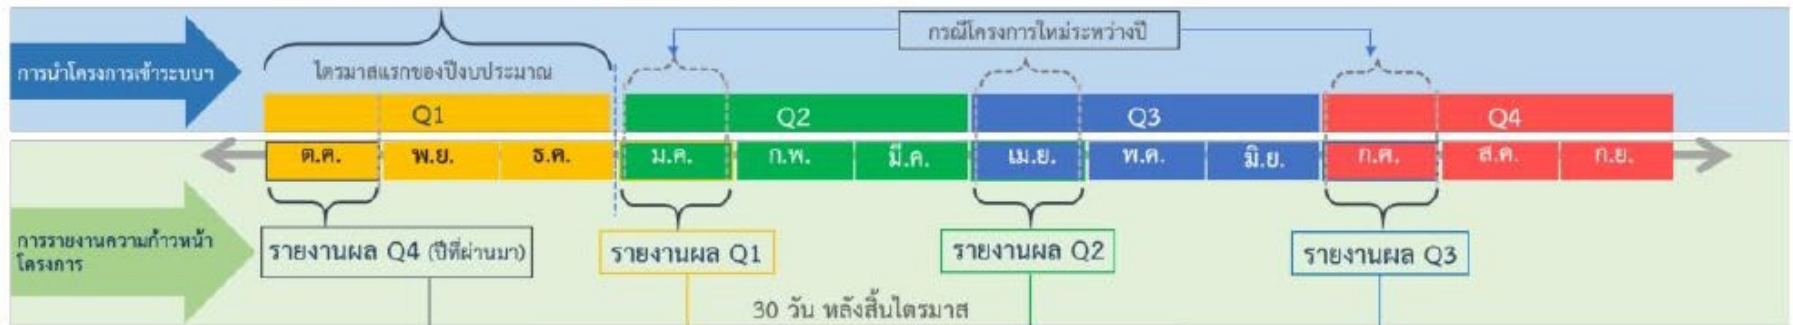 กรณีโครงการใหม่ระหว่างปี
การนำโครงการเข้าระบบฯ
ไตรมาสแรกของปีงบประมาณ
Q1 Q2 Q3 Q4
ต.ค. พ.ย. ธ.ค. ม.ค. ก.พ. มี.ค. เม.ย. พ.ค. มิ.ย. ก.ค. ส.ค. ก.ย.
การรายงานความก้าวหน้า
โครงการ
รายงานผล Q4 (ปีที่ผ่านมา) รายงานผล Q1 รายงานผล Q2 รายงานผล Q3
30 วัน หลังสิ้นไตรมาส